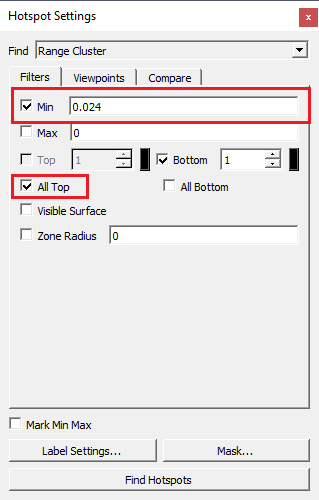 Hotspot Settings x
Find Range Cluster
Filters Viewpoints Compare
Min 0.024
Max 0
Top 1 Bottom 1
All Top All Bottom
Visible Surface
Zone Radius 0
Mark Min Max
Label Settings... Mask...
Find Hotspots